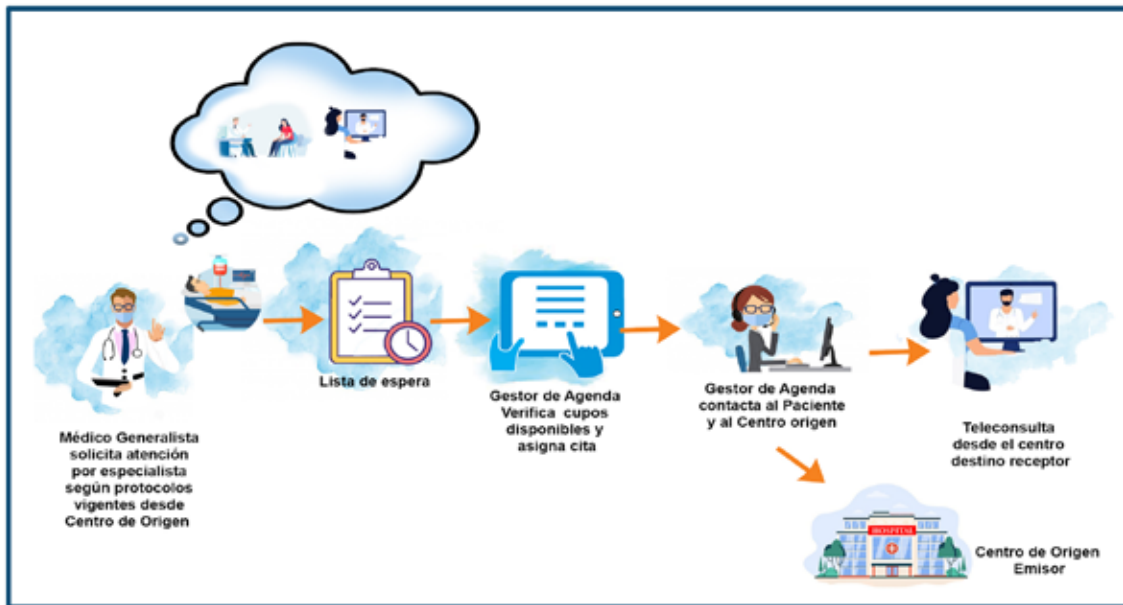 Médico Generalista
solicita atención
por especialista
según protocolos
vigentes desde
Centro de Origen
Lista de espera
Gestor de Agenda
Verifica cupos
disponibles y
asigna cita
Gestor de Agenda
contacta al Paciente
y al Centro origen
Teleconsulta
desde el centro
destino receptor
HOSPITAL
Centro de Origen
Emisor